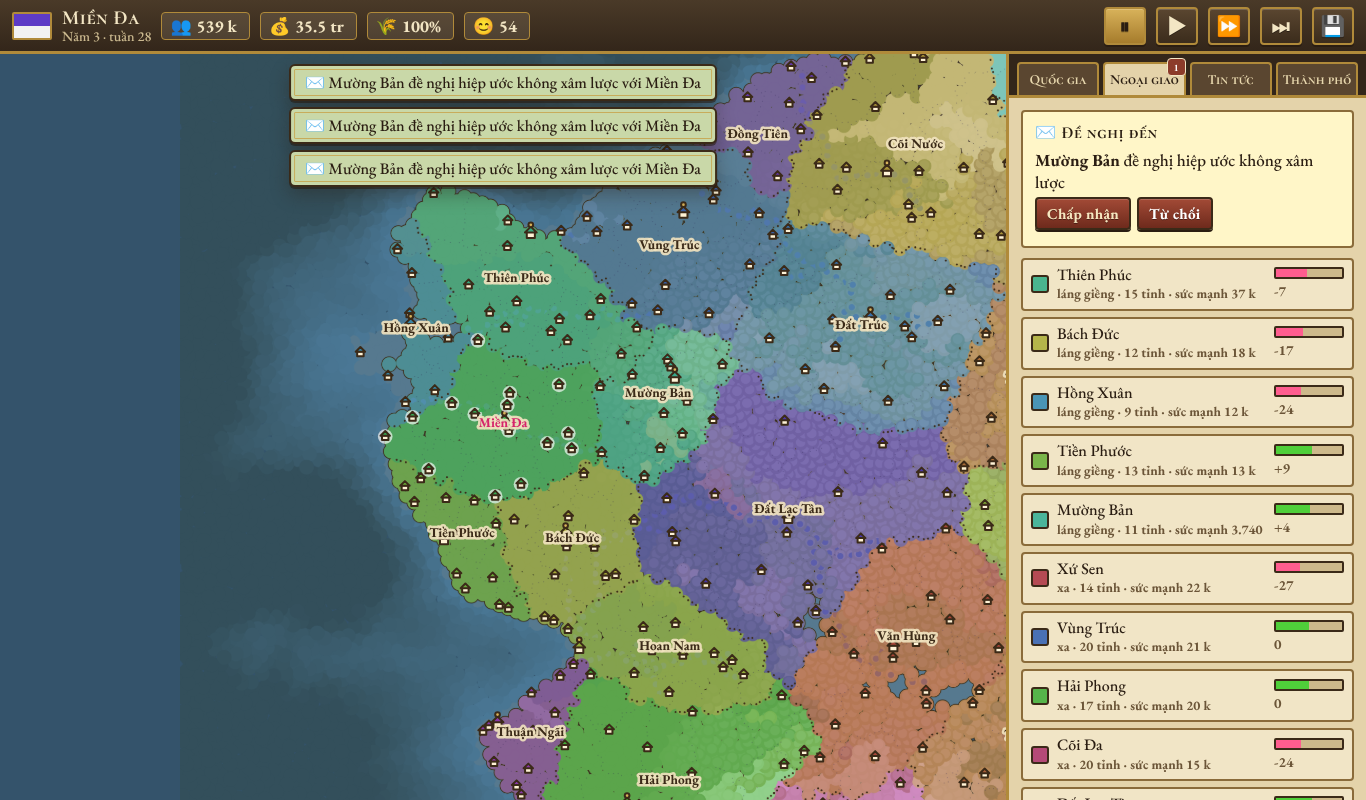 Miền Đa
Năm 3 · tuần 28
539 k
35.5 tr
100%
54
Quốc gia
Ngoại giao
1
Tin tức
Thành phố
Mường Bản đề nghị hiệp ước không xâm lược với Miền Đa
Mường Bản đề nghị hiệp ước không xâm lược với Miền Đa
Mường Bản đề nghị hiệp ước không xâm lược với Miền Đa
Đồng Tiên
Cõi Nước
Vùng Trúc
Thiên Phúc
Hồng Xuân
Đất Trúc
Mường Bản
Miền Đa
Đất Lạc Tàn
Tiền Phước
Bách Đức
Hoan Nam
Văn Hùng
Thuận Ngãi
Hải Phong
Đề nghị đến
Mường Bản đề nghị hiệp ước không xâm
lược
Chấp nhận
Từ chối
Thiên Phúc
láng giềng · 15 tỉnh · sức mạnh 37 k
-7
Bách Đức
láng giềng · 12 tỉnh · sức mạnh 18 k
-17
Hồng Xuân
láng giềng · 9 tỉnh · sức mạnh 12 k
-24
Tiền Phước
láng giềng · 13 tỉnh · sức mạnh 13 k
+9
Mường Bản
láng giềng · 11 tỉnh · sức mạnh 3.740
+4
Xứ Sen
xa · 14 tỉnh · sức mạnh 22 k
-27
Vùng Trúc
xa · 20 tỉnh · sức mạnh 21 k
0
Hải Phong
xa · 17 tỉnh · sức mạnh 20 k
0
Cõi Đa
xa · 20 tỉnh · sức mạnh 15 k
-24